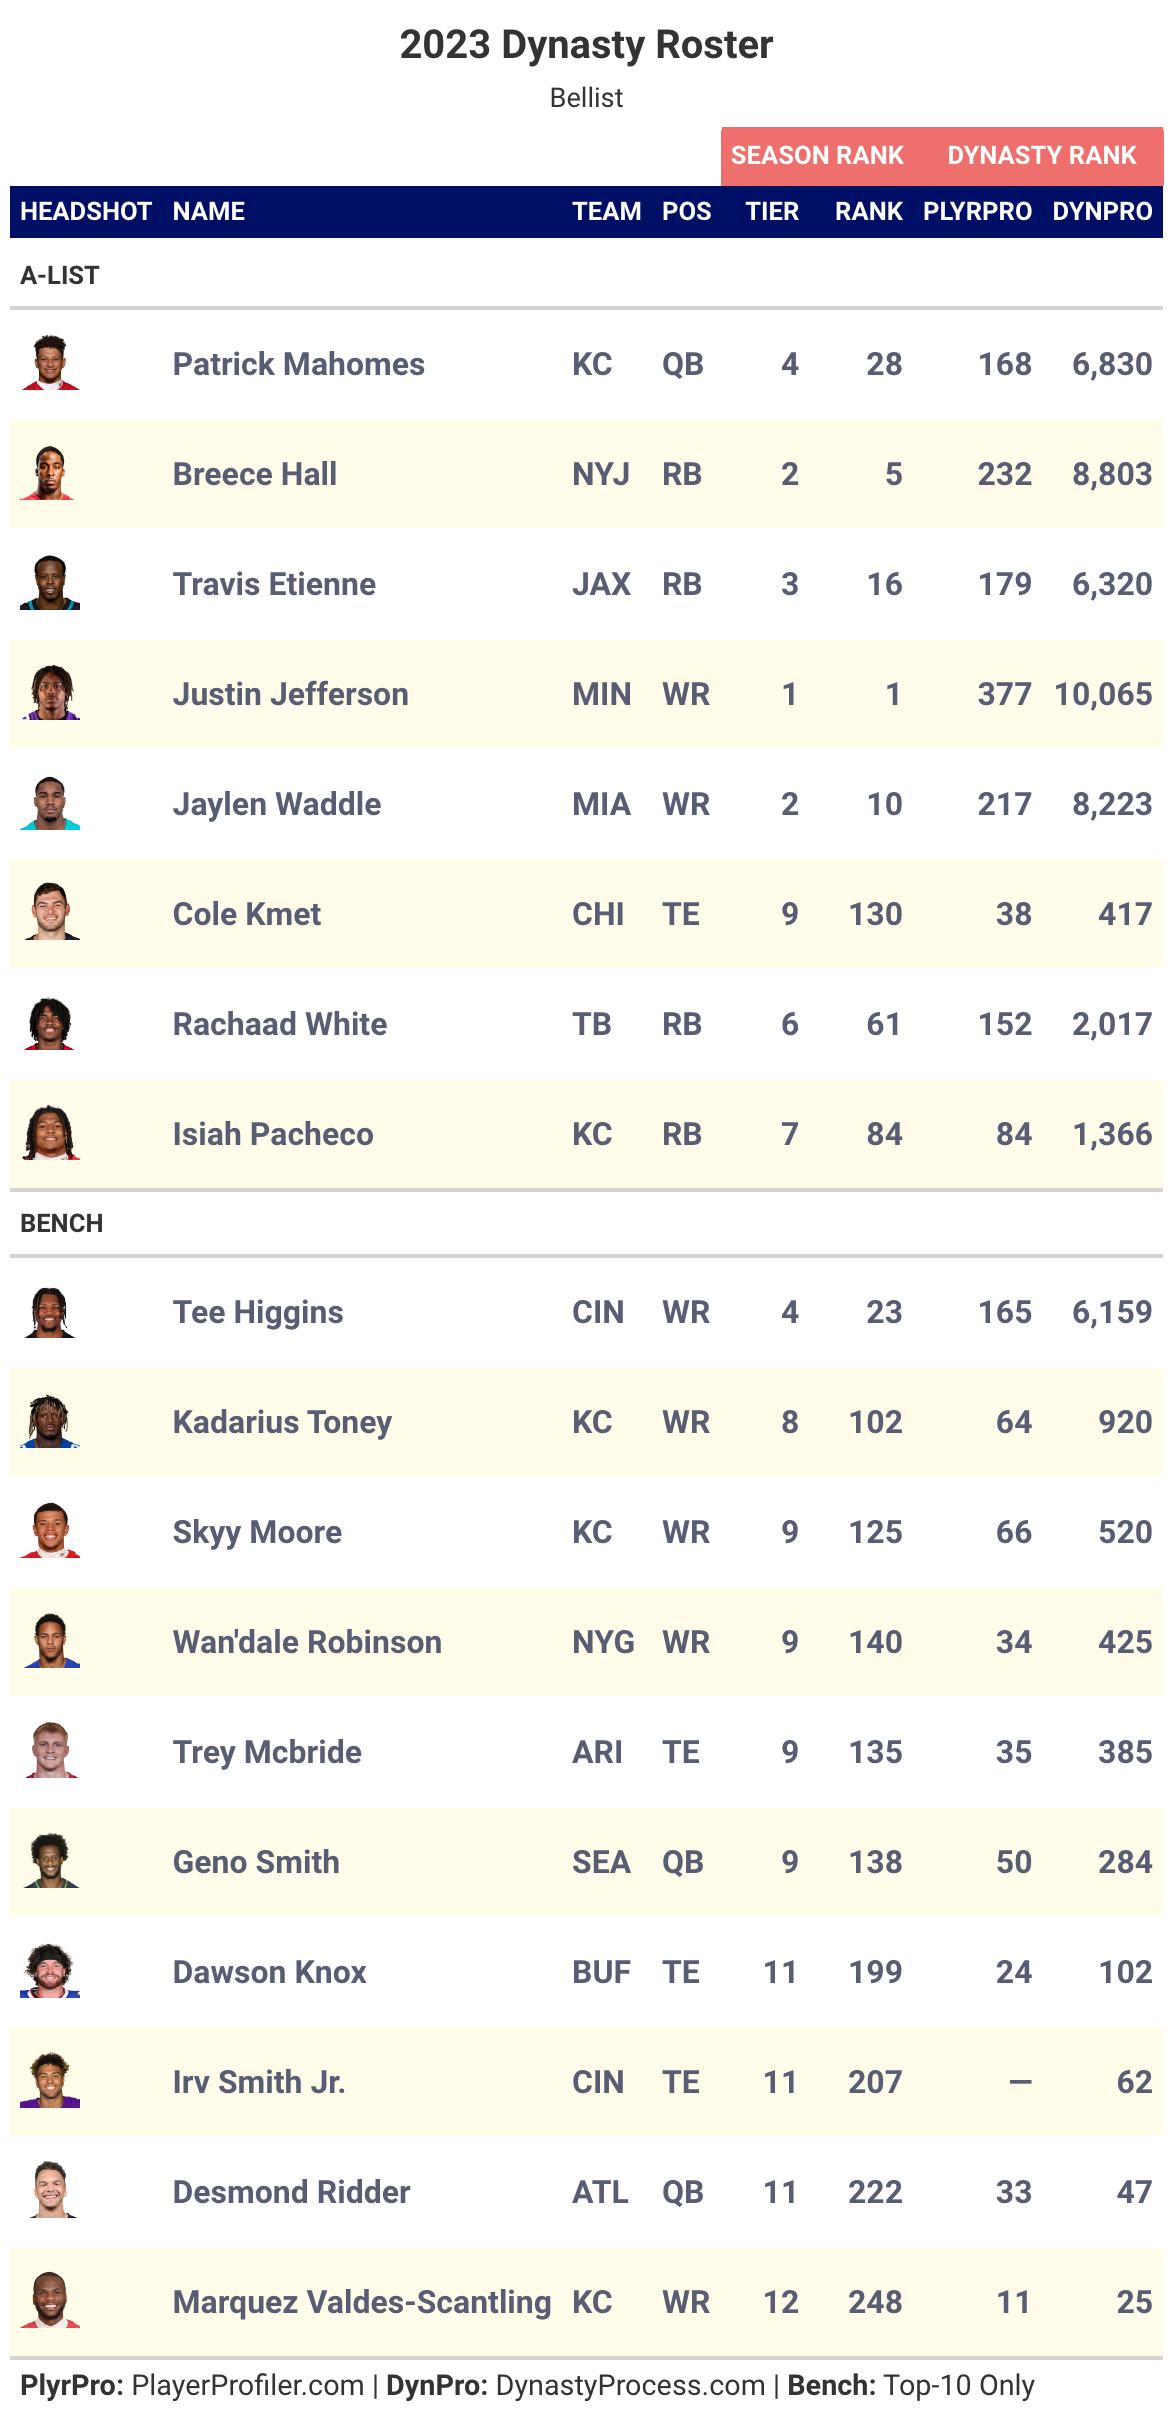 2023 Dynasty Roster
Bellist
SEASON RANK DYNASTY RANK
HEADSHOT NAME TEAM POS TIER RANK PLYRPRO DYNPRO
A-LIST
Patrick Mahomes KC QB 4 28 168 6,830
Breece Hall NYJ RB 2 5 232 8,803
Travis Etienne JAX RB 3 16 179 6,320
Justin Jefferson MIN WR 1 1 377 10,065
Jaylen Waddle MIA WR 2 10 217 8,223
Cole Kmet CHI TE 9 130 38 417
Rachaad White TB RB 6 61 152 2,017
Isiah Pacheco KC RB 7 84 84 1,366
BENCH
Tee Higgins CIN WR 4 23 165 6,159
Kadarius Toney KC WR 8 102 64 920
Skyy Moore KC WR 9 125 66 520
Wan'dale Robinson NYG WR 9 140 34 425
Trey Mcbride ARI TE 9 135 35 385
Geno Smith SEA QB 9 138 50 284
Dawson Knox BUF TE 11 199 24 102
Irv Smith Jr. CIN TE 11 207 — 62
Desmond Ridder ATL QB 11 222 33 47
Marquez Valdes-Scantling KC WR 12 248 11 25
PlyrPro: PlayerProfiler.com | DynPro: DynastyProcess.com | Bench: Top-10 Only